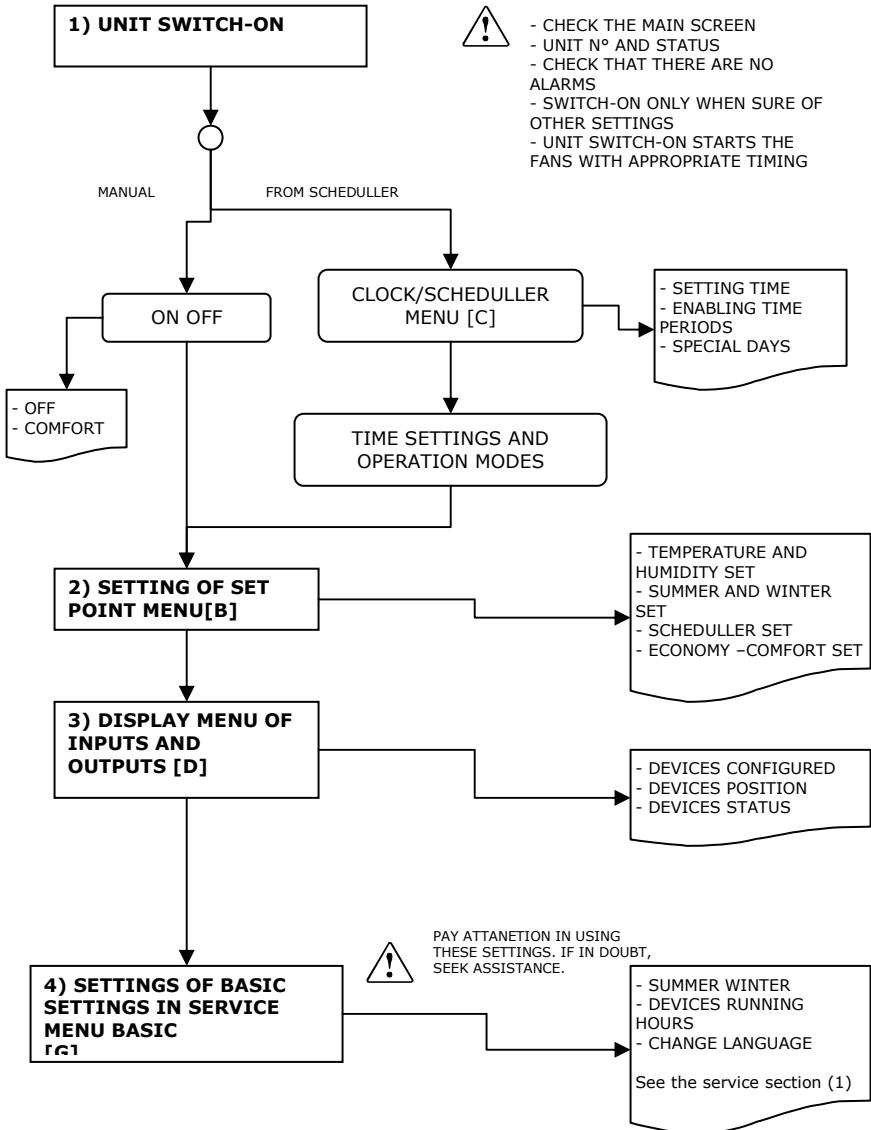 1) UNIT SWITCH-ON
- CHECK THE MAIN SCREEN
- UNIT N° AND STATUS
- CHECK THAT THERE ARE NO
ALARMS
- SWITCH-ON ONLY WHEN SURE OF
OTHER SETTINGS
- UNIT SWITCH-ON STARTS THE
FANS WITH APPROPRIATE TIMING
MANUAL
FROM SCHEDULLER
ON OFF
CLOCK/SCHEDULLER
MENU [C]
- SETTING TIME
- ENABLING TIME
PERIODS
- SPECIAL DAYS
- OFF
- COMFORT
TIME SETTINGS AND
OPERATION MODES
2) SETTING OF SET
POINT MENU[B]
- TEMPERATURE AND
HUMIDITY SET
- SUMMER AND WINTER
SET
- SCHEDULLER SET
- ECONOMY –COMFORT SET
3) DISPLAY MENU OF
INPUTS AND
OUTPUTS [D]
- DEVICES CONFIGURED
- DEVICES POSITION
- DEVICES STATUS
PAY ATTANETION IN USING
THESE SETTINGS. IF IN DOUBT,
SEEK ASSISTANCE.
4) SETTINGS OF BASIC
SETTINGS IN SERVICE
MENU BASIC
[G]
- SUMMER WINTER
- DEVICES RUNNING
HOURS
- CHANGE LANGUAGE
See the service section (1)